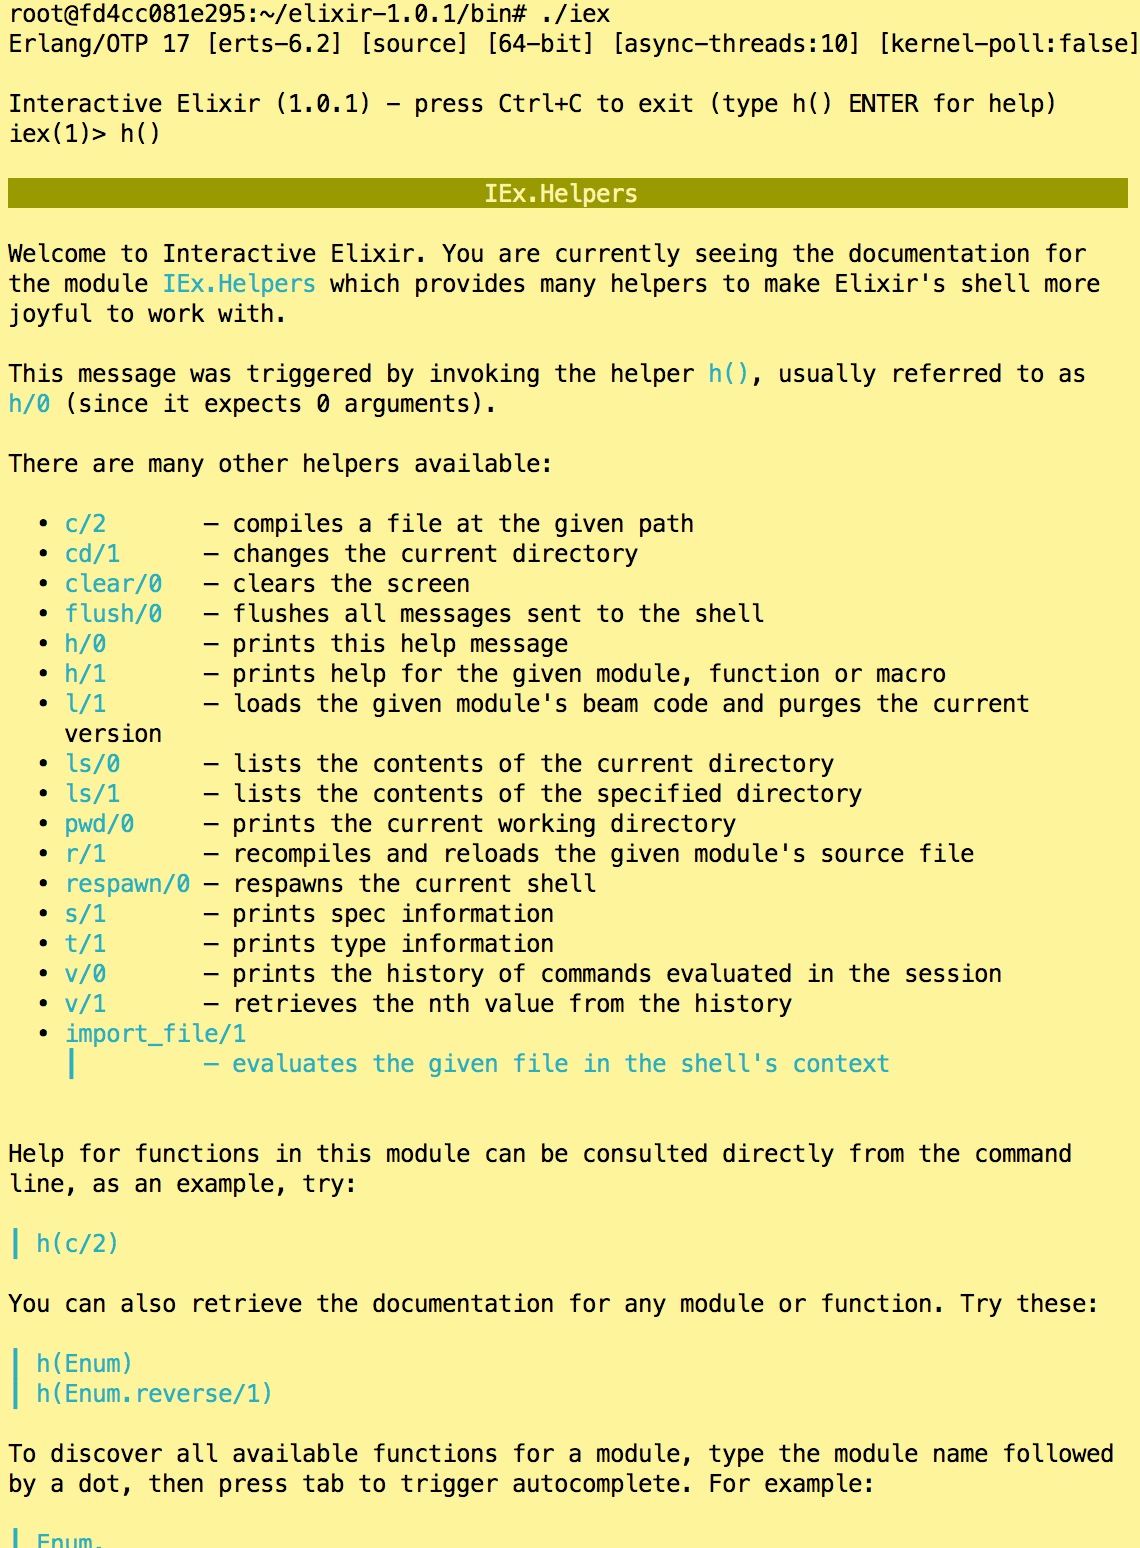 root@fd4cc081e295:~/elixir-1.0.1/bin# ./iex
Erlang/OTP 17 [erts-6.2] [source] [64-bit] [async-threads:10] [kernel-poll:false]
Interactive Elixir (1.0.1) - press Ctrl+C to exit (type h() ENTER for help)
iex(1)> h()
IEx.Helpers
Welcome to Interactive Elixir. You are currently seeing the documentation for
the module IEx.Helpers which provides many helpers to make Elixir's shell more
joyful to work with.
This message was triggered by invoking the helper h(), usually referred to as
h/0 (since it expects 0 arguments).
There are many other helpers available:
• c/2       — compiles a file at the given path
• cd/1      — changes the current directory
• clear/0   — clears the screen
• flush/0   — flushes all messages sent to the shell
• h/0       — prints this help message
• h/1       — prints help for the given module, function or macro
• l/1       — loads the given module's beam code and purges the current
version
• ls/0      — lists the contents of the current directory
• ls/1      — lists the contents of the specified directory
• pwd/0     — prints the current working directory
• r/1       — recompiles and reloads the given module's source file
• respawn/0 — respawns the current shell
• s/1       — prints spec information
• t/1       — prints type information
• v/0       — prints the history of commands evaluated in the session
• v/1       — retrieves the nth value from the history
• import_file/1
┃         — evaluates the given file in the shell's context
Help for functions in this module can be consulted directly from the command
line, as an example, try:
┃ h(c/2)
You can also retrieve the documentation for any module or function. Try these:
┃ h(Enum)
┃ h(Enum.reverse/1)
To discover all available functions for a module, type the module name followed
by a dot, then press tab to trigger autocomplete. For example:
┃ Enum.